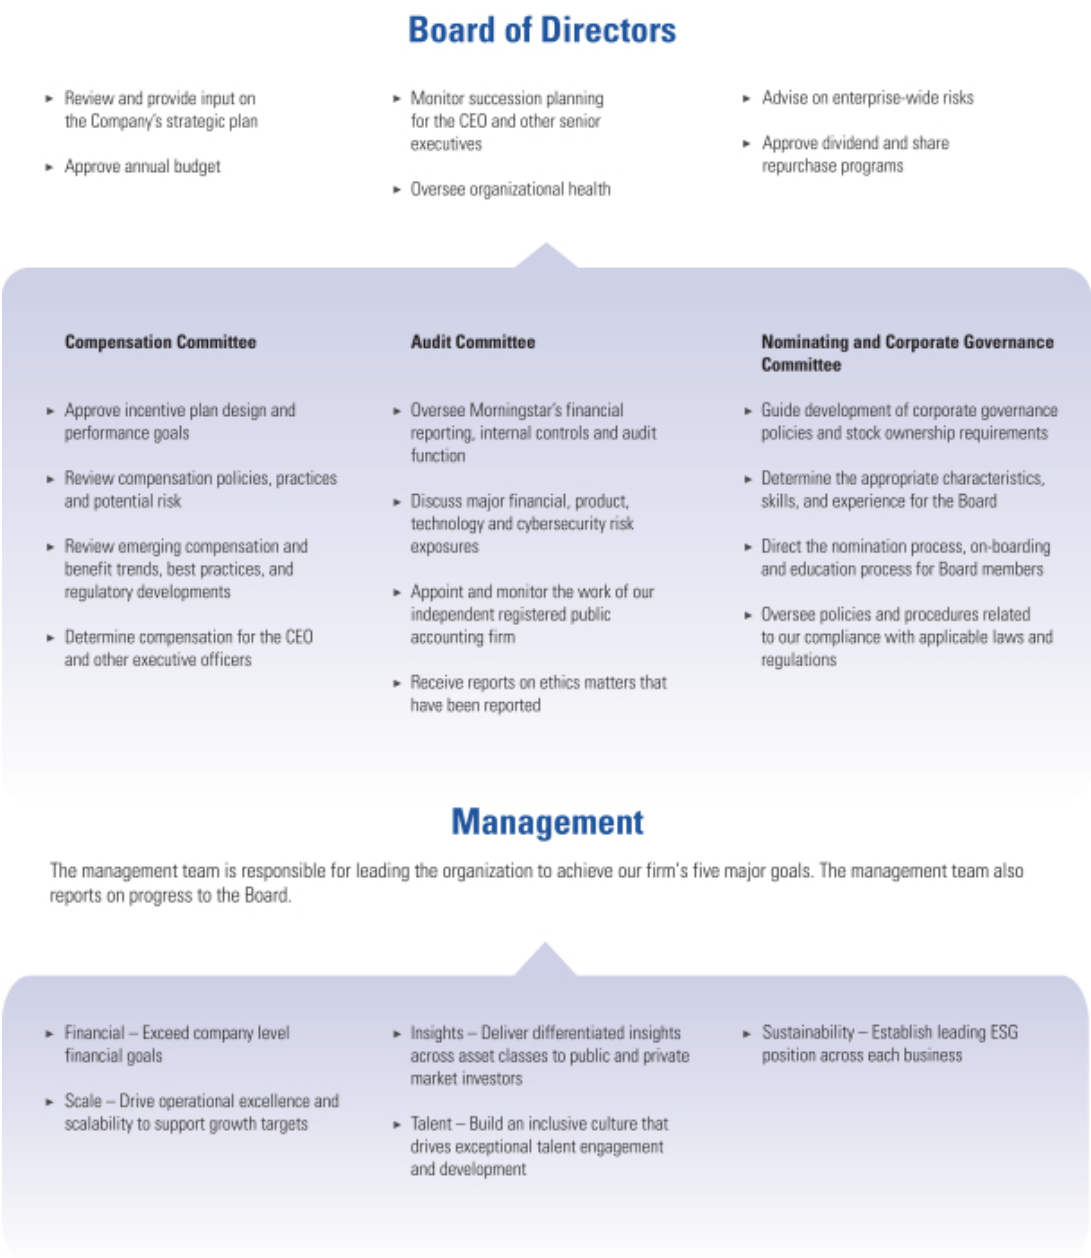 Board of Directors
► Review and provide input on
the Company's strategic plan
► Approve annual budget
► Monitor succession planning
for the CEO and other senior
executives
► Oversee organizational health
► Advise on enterprise-wide risks
► Approve dividend and share
repurchase programs
Compensation Committee
► Approve incentive plan design and
performance goals
► Review compensation policies, practices
and potential risk
► Review emerging compensation and
benefit trends, best practices, and
regulatory developments
► Determine compensation for the CEO
and other executive officers
Audit Committee
► Oversee Morningstar's financial
reporting, internal controls and audit
function
► Discuss major financial, product,
technology and cybersecurity risk
exposures
► Appoint and monitor the work of our
independent registered public
accounting firm
► Receive reports on ethics matters that
have been reported
Nominating and Corporate Governance
Committee
► Guide development of corporate governance
policies and stock ownership requirements
► Determine the appropriate characteristics,
skills, and experience for the Board
► Direct the nomination process, on-boarding
and education process for Board members
► Oversee policies and procedures related
to our compliance with applicable laws and
regulations
Management
The management team is responsible for leading the organization to achieve our firm's five major goals. The management team also
reports on progress to the Board.
► Financial – Exceed company level
financial goals
► Scale – Drive operational excellence and
scalability to support growth targets
► Insights – Deliver differentiated insights
across asset classes to public and private
market investors
► Talent – Build an inclusive culture that
drives exceptional talent engagement
and development
► Sustainability – Establish leading ESG
position across each business